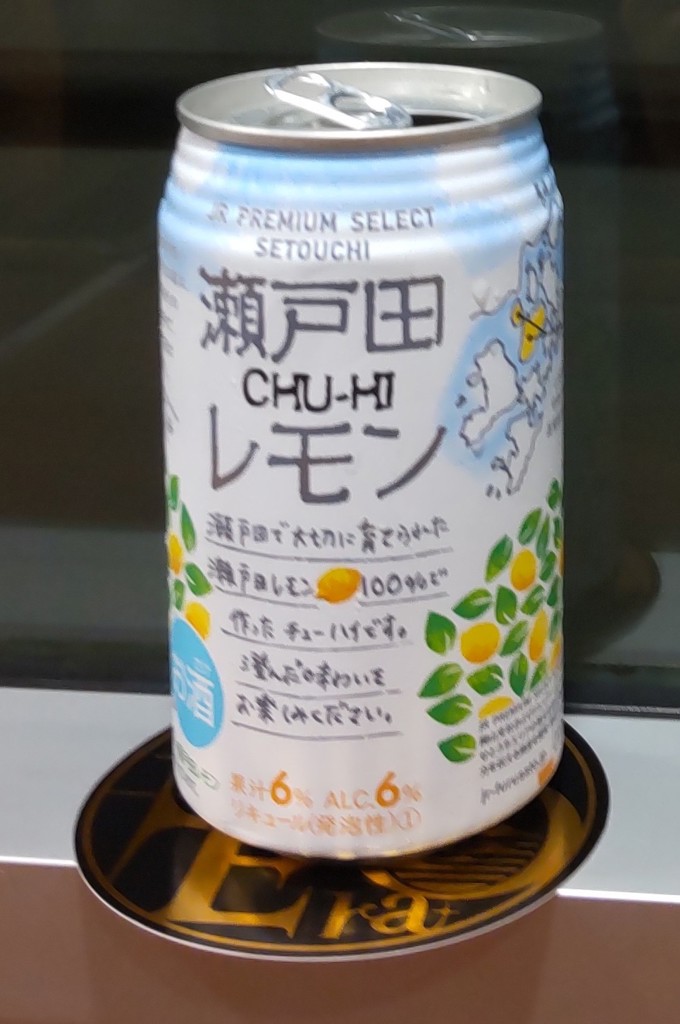 JR PREMIUM SELECT
SETOUCHI
瀬戸田
CHU-HI
レモン
瀬戸田で大切に育てられた
瀬戸田レモン100%で
作ったチューハイです。
澄んだ味わいを
お楽しみください。
お酒
果汁6% ALC.6%
リキュール(発泡性)①
Era